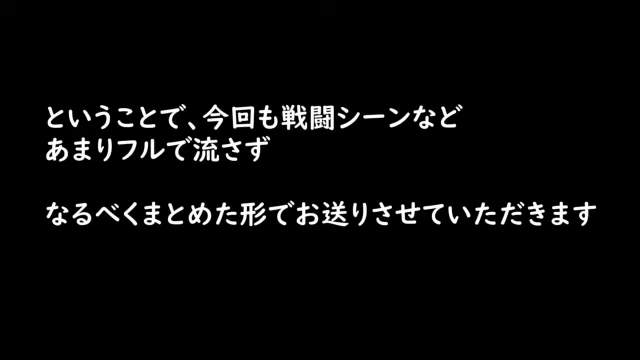 ということで、今回も戦闘シーンなど
あまりフルで流さず
なるべくまとめた形でお送りさせていただきます